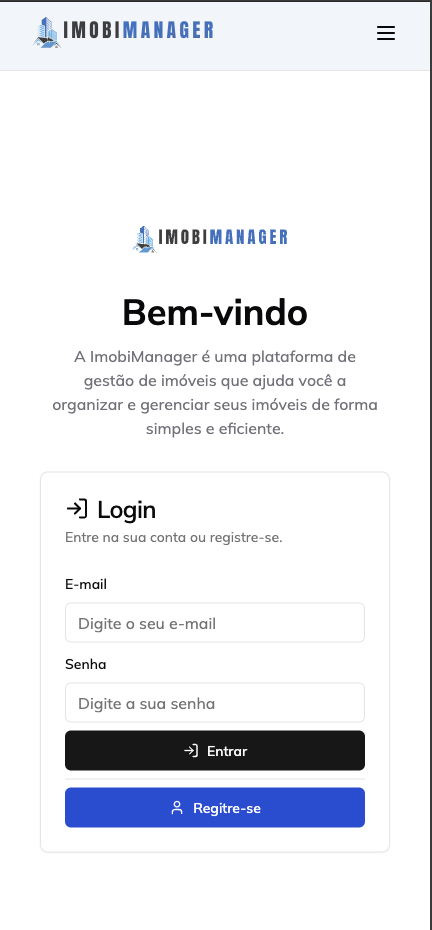 IMOBIMANAGER
IMOBIMANAGER
Bem-vindo
A ImobiManager é uma plataforma de
gestão de imóveis que ajuda você a
organizar e gerenciar seus imóveis de forma
simples e eficiente.
Login
Entre na sua conta ou registre-se.
E-mail
Digite o seu e-mail
Senha
Digite a sua senha
Entrar
Regitre-se